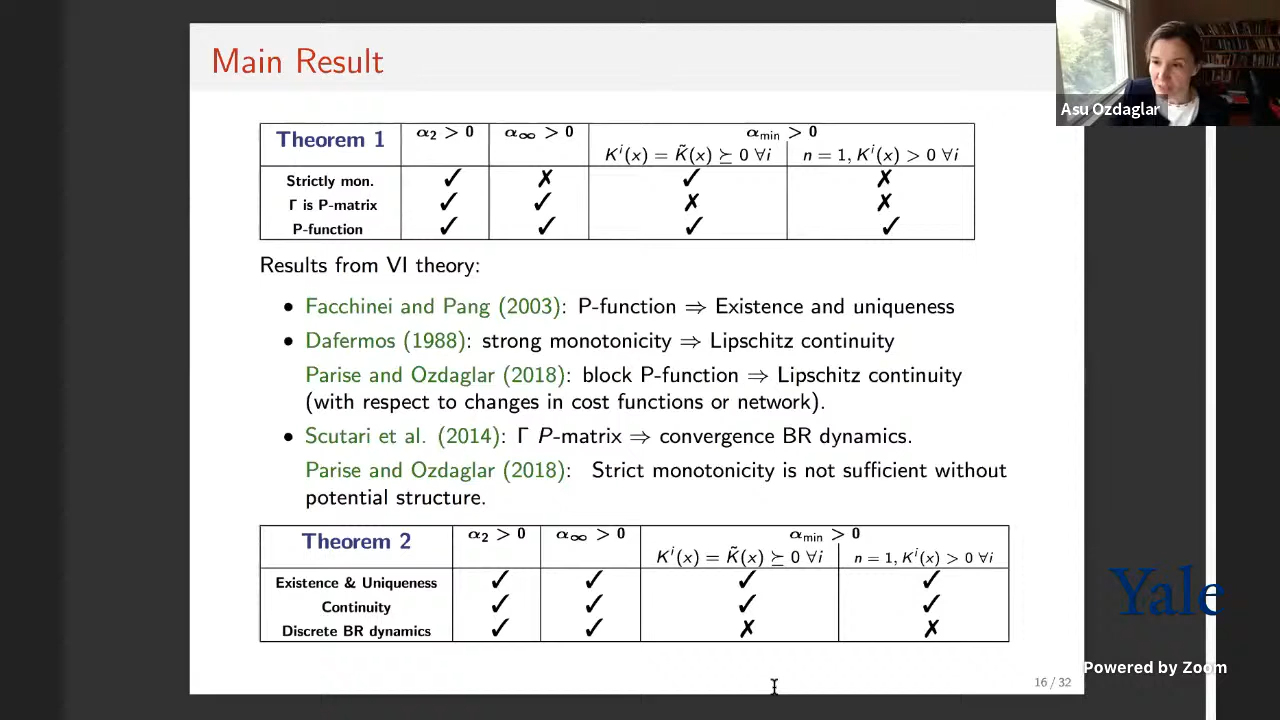 Main Result
Asu Ozdaglar
Theorem 1 α₂ > 0 α∞ > 0 αmin > 0
Kⁱ(x) = K̃(x) ⪰ 0 ∀i n = 1, Kⁱ(x) > 0 ∀i
Strictly mon. ✓ ✗ ✓ ✗
Γ is P-matrix ✓ ✓ ✗ ✗
P-function ✓ ✓ ✓ ✓
Results from VI theory:
• Facchinei and Pang (2003): P-function ⇒ Existence and uniqueness
• Dafermos (1988): strong monotonicity ⇒ Lipschitz continuity
Parise and Ozdaglar (2018): block P-function ⇒ Lipschitz continuity
(with respect to changes in cost functions or network).
• Scutari et al. (2014): Γ P-matrix ⇒ convergence BR dynamics.
Parise and Ozdaglar (2018): Strict monotonicity is not sufficient without
potential structure.
Theorem 2 α₂ > 0 α∞ > 0 αmin > 0
Kⁱ(x) = K̃(x) ⪰ 0 ∀i n = 1, Kⁱ(x) > 0 ∀i
Existence & Uniqueness ✓ ✓ ✓ ✓
Continuity ✓ ✓ ✓ ✓
Discrete BR dynamics ✓ ✓ ✗ ✗
Yale
Powered by Zoom
16 / 32